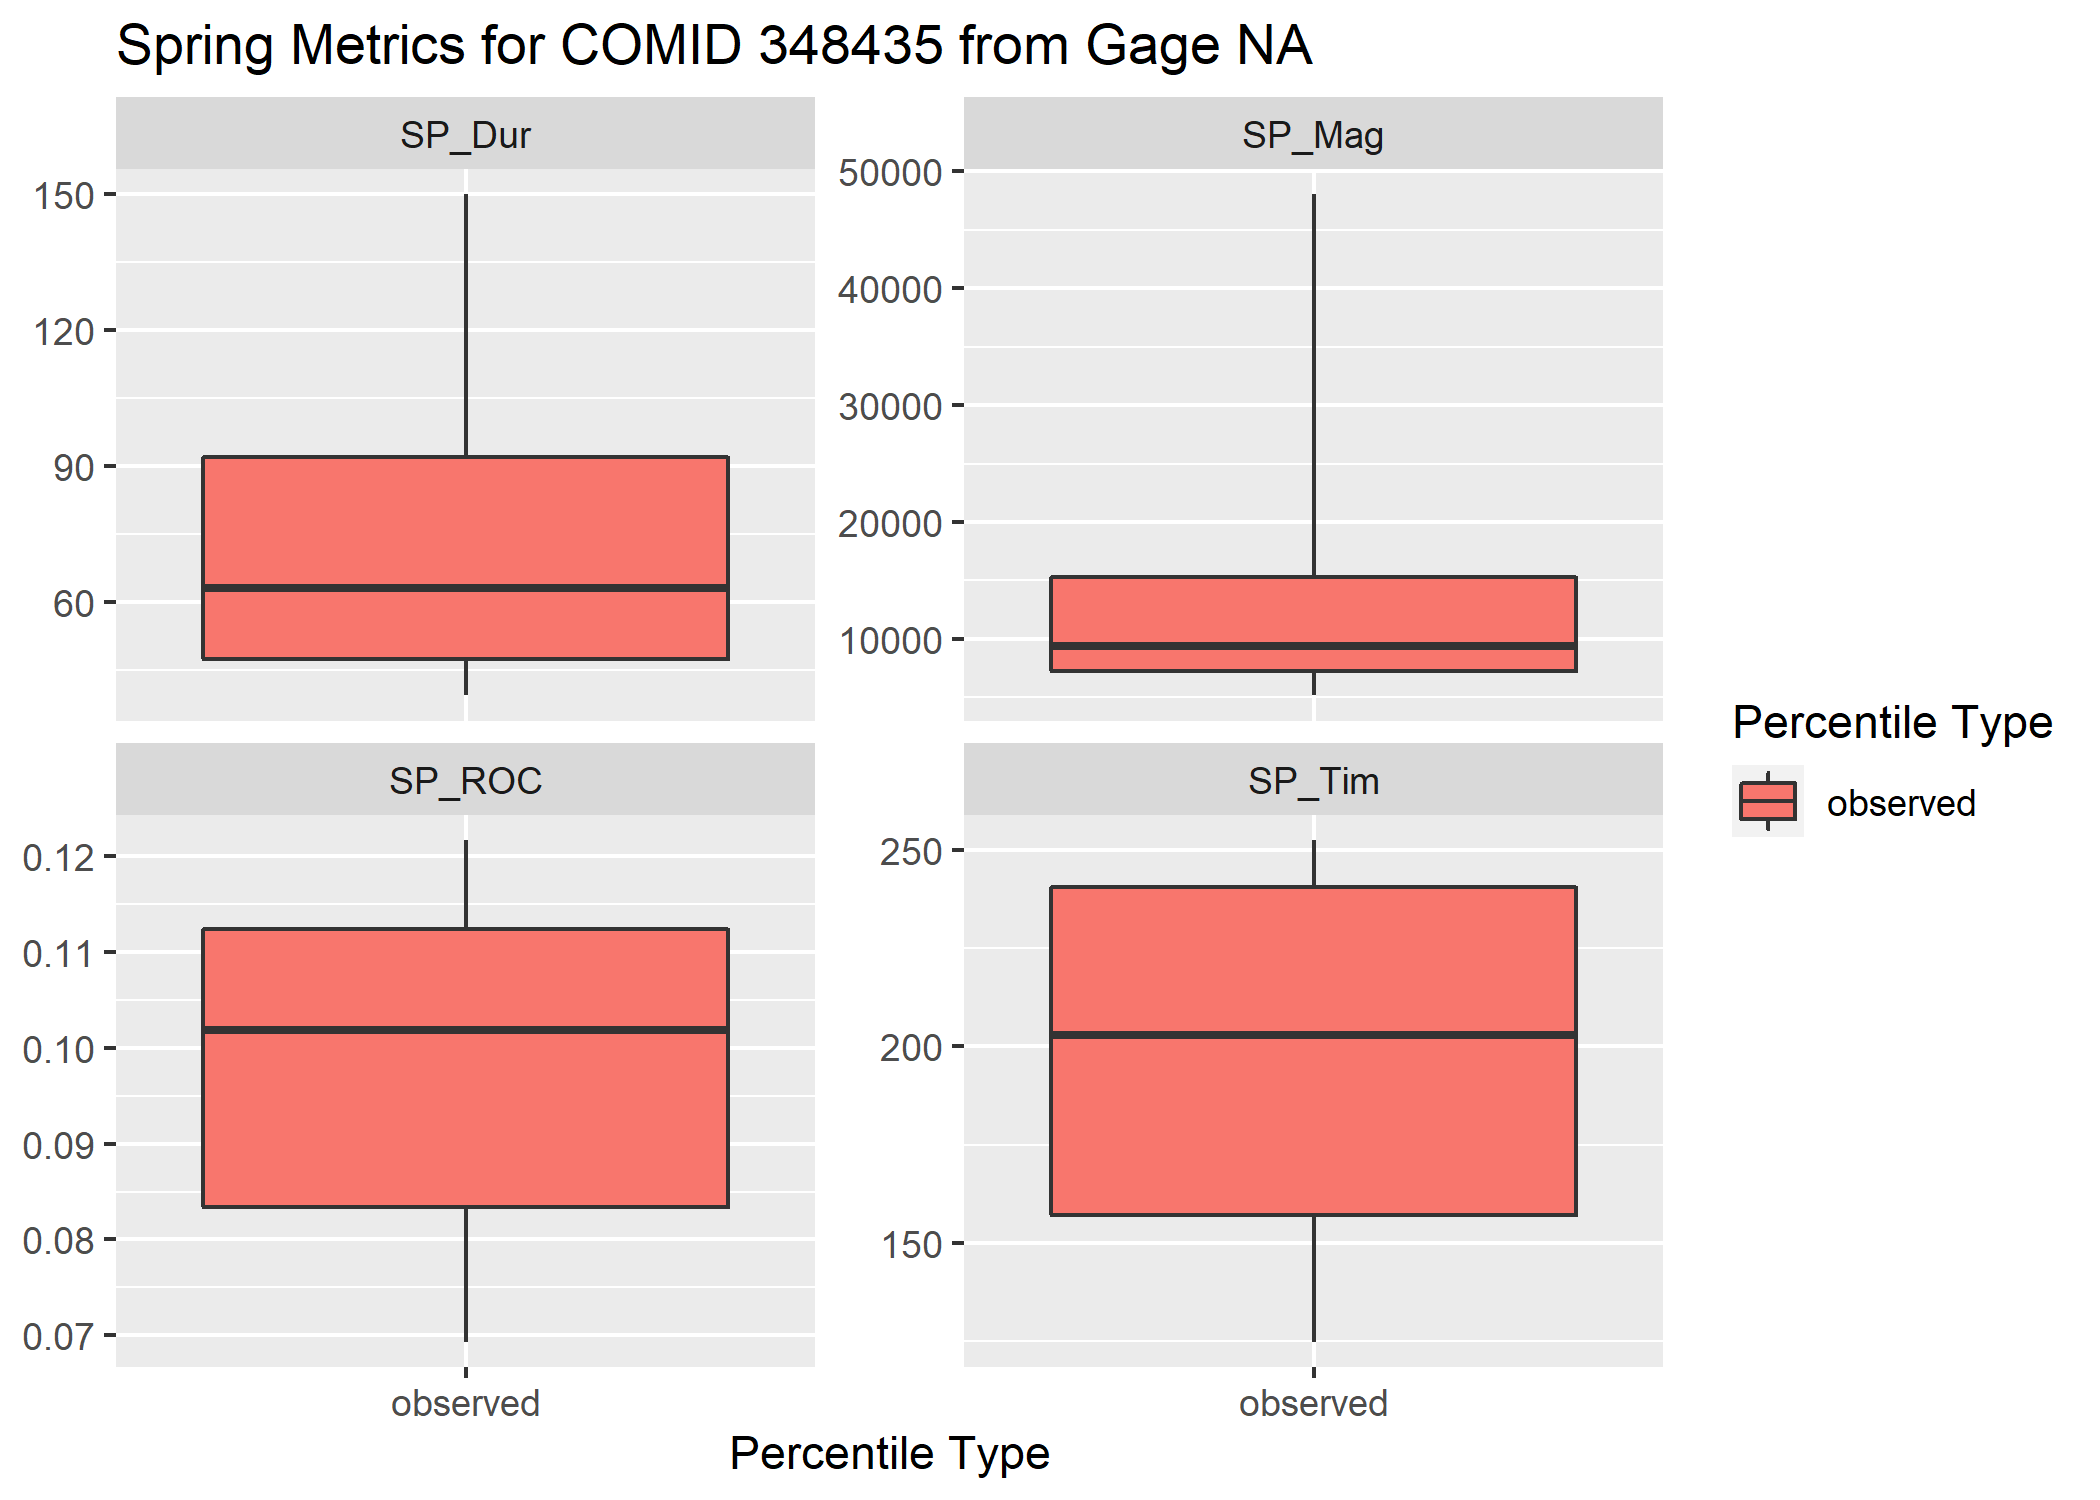 Spring Metrics for COMID 348435 from Gage NA
SP_Dur
SP_Mag
150
120
90
60
50000
40000
30000
20000
10000
SP_ROC
SP_Tim
0.12
0.11
0.10
0.09
0.08
0.07
250
200
150
observed
observed
Percentile Type
Percentile Type
observed